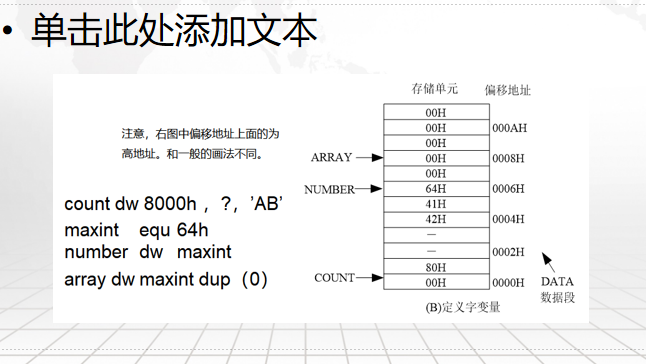 • 单击此处添加文本
存储单元 偏移地址
注意，右图中偏移地址上面的为
高地址。和一般的画法不同。
count dw 8000h ，?，'AB'
maxint equ 64h
number dw maxint
array dw maxint dup（0）
00H
00H 000AH
00H
ARRAY 00H 0008H
00H
NUMBER 64H 0006H
41H
42H 0004H
—
— 0002H
80H
COUNT 00H 0000H
DATA
数据段
(B)定义字变量